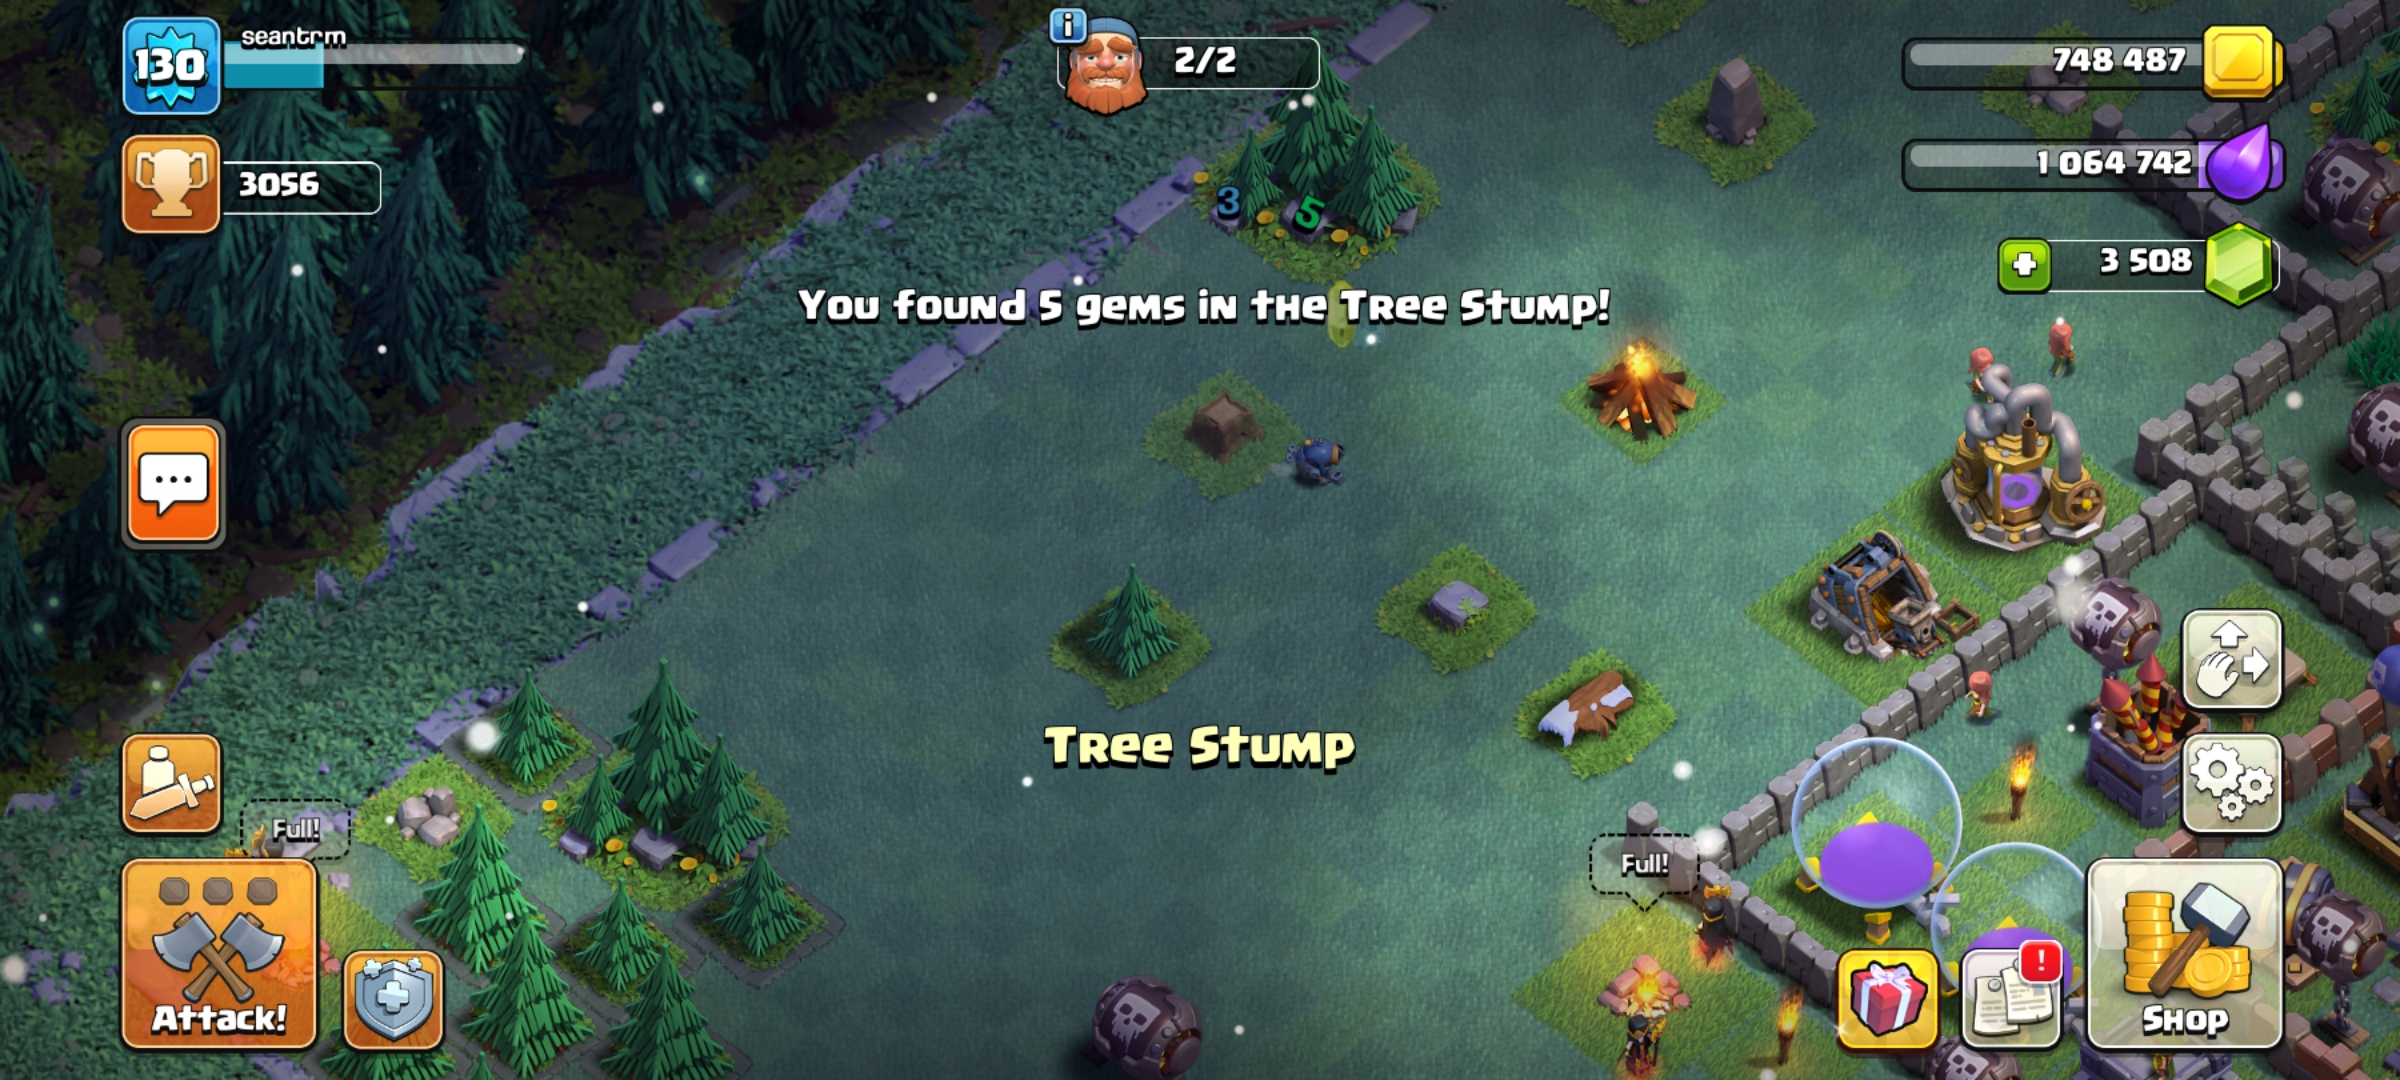 130
seantrm
i
2/2
748 487
3056
1 064 742
3
5
3 508
You found 5 gems in the Tree Stump!
Tree Stump
Full!
Full!
!
Attack!
Shop